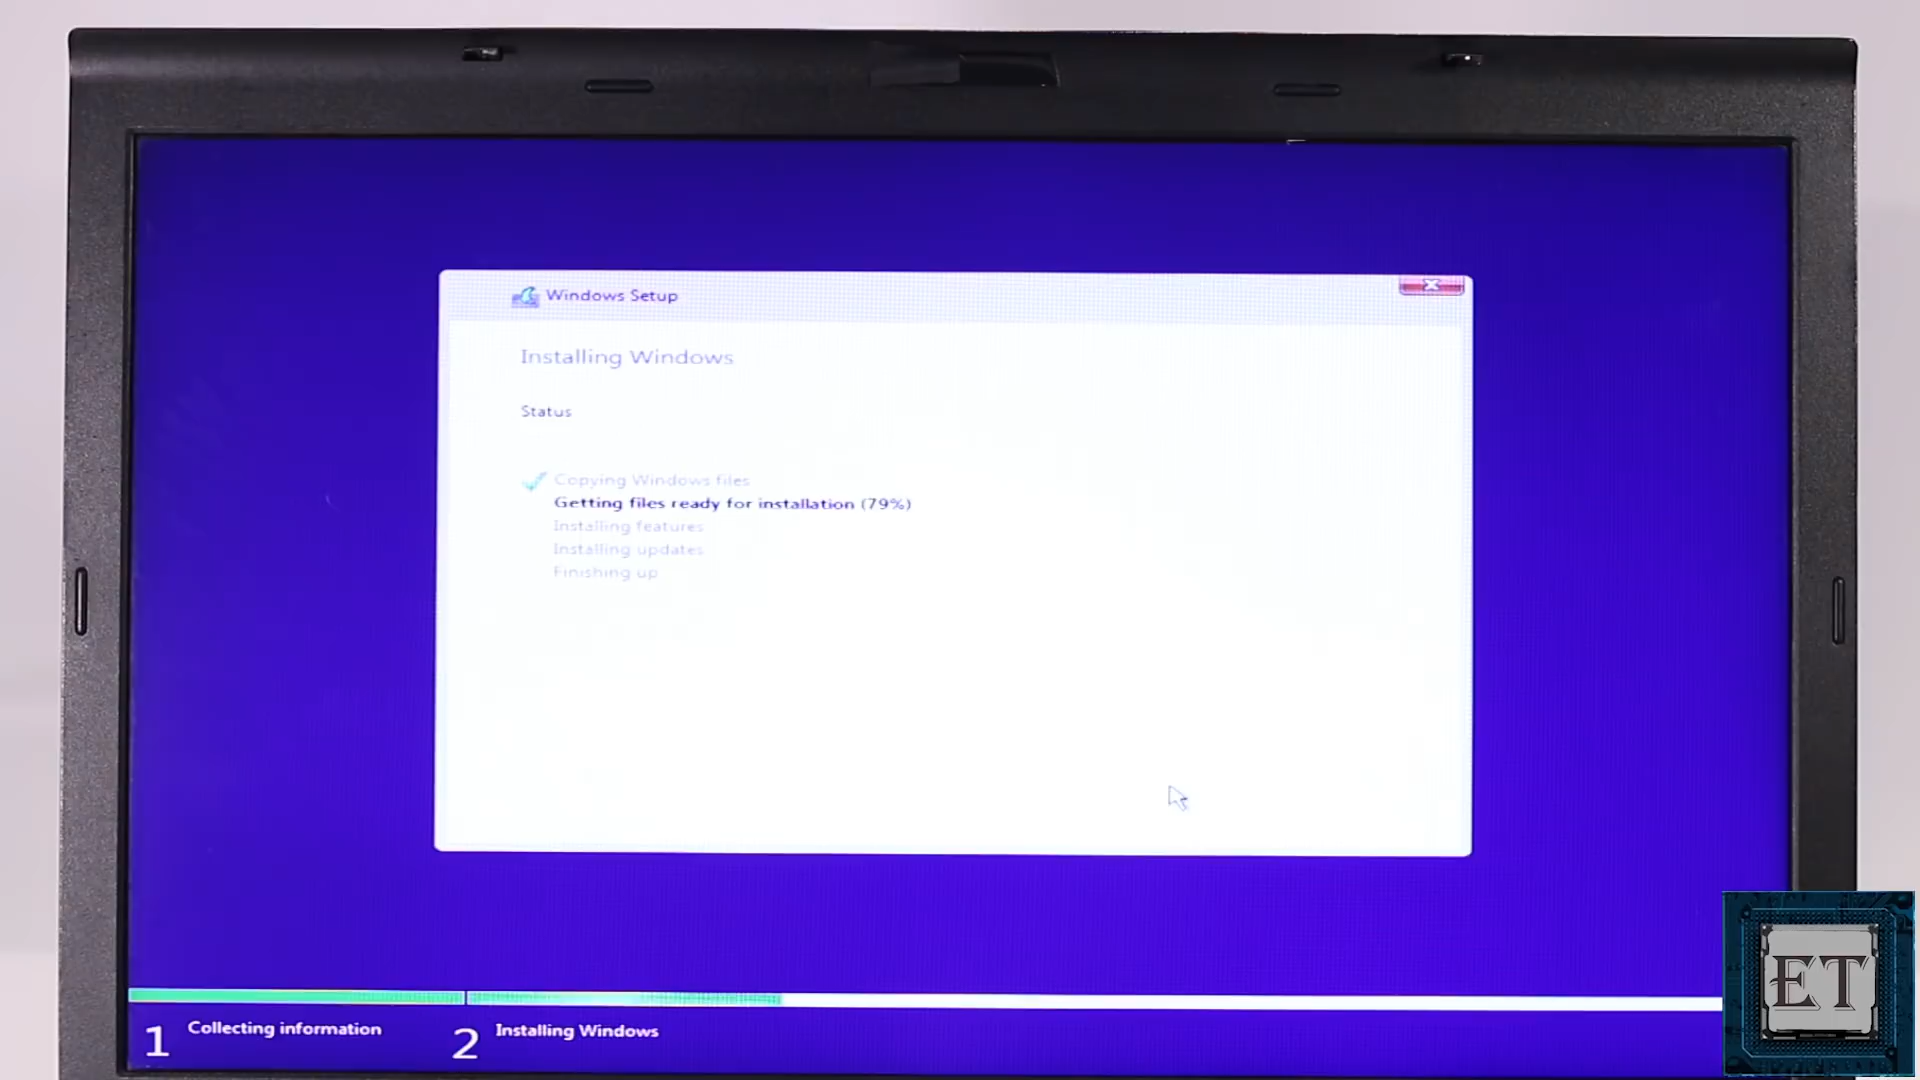 Windows Setup
Installing Windows
Status
Copying Windows files
Getting files ready for installation (79%)
Installing features
Installing updates
Finishing up
1 Collecting information
2 Installing Windows
ET